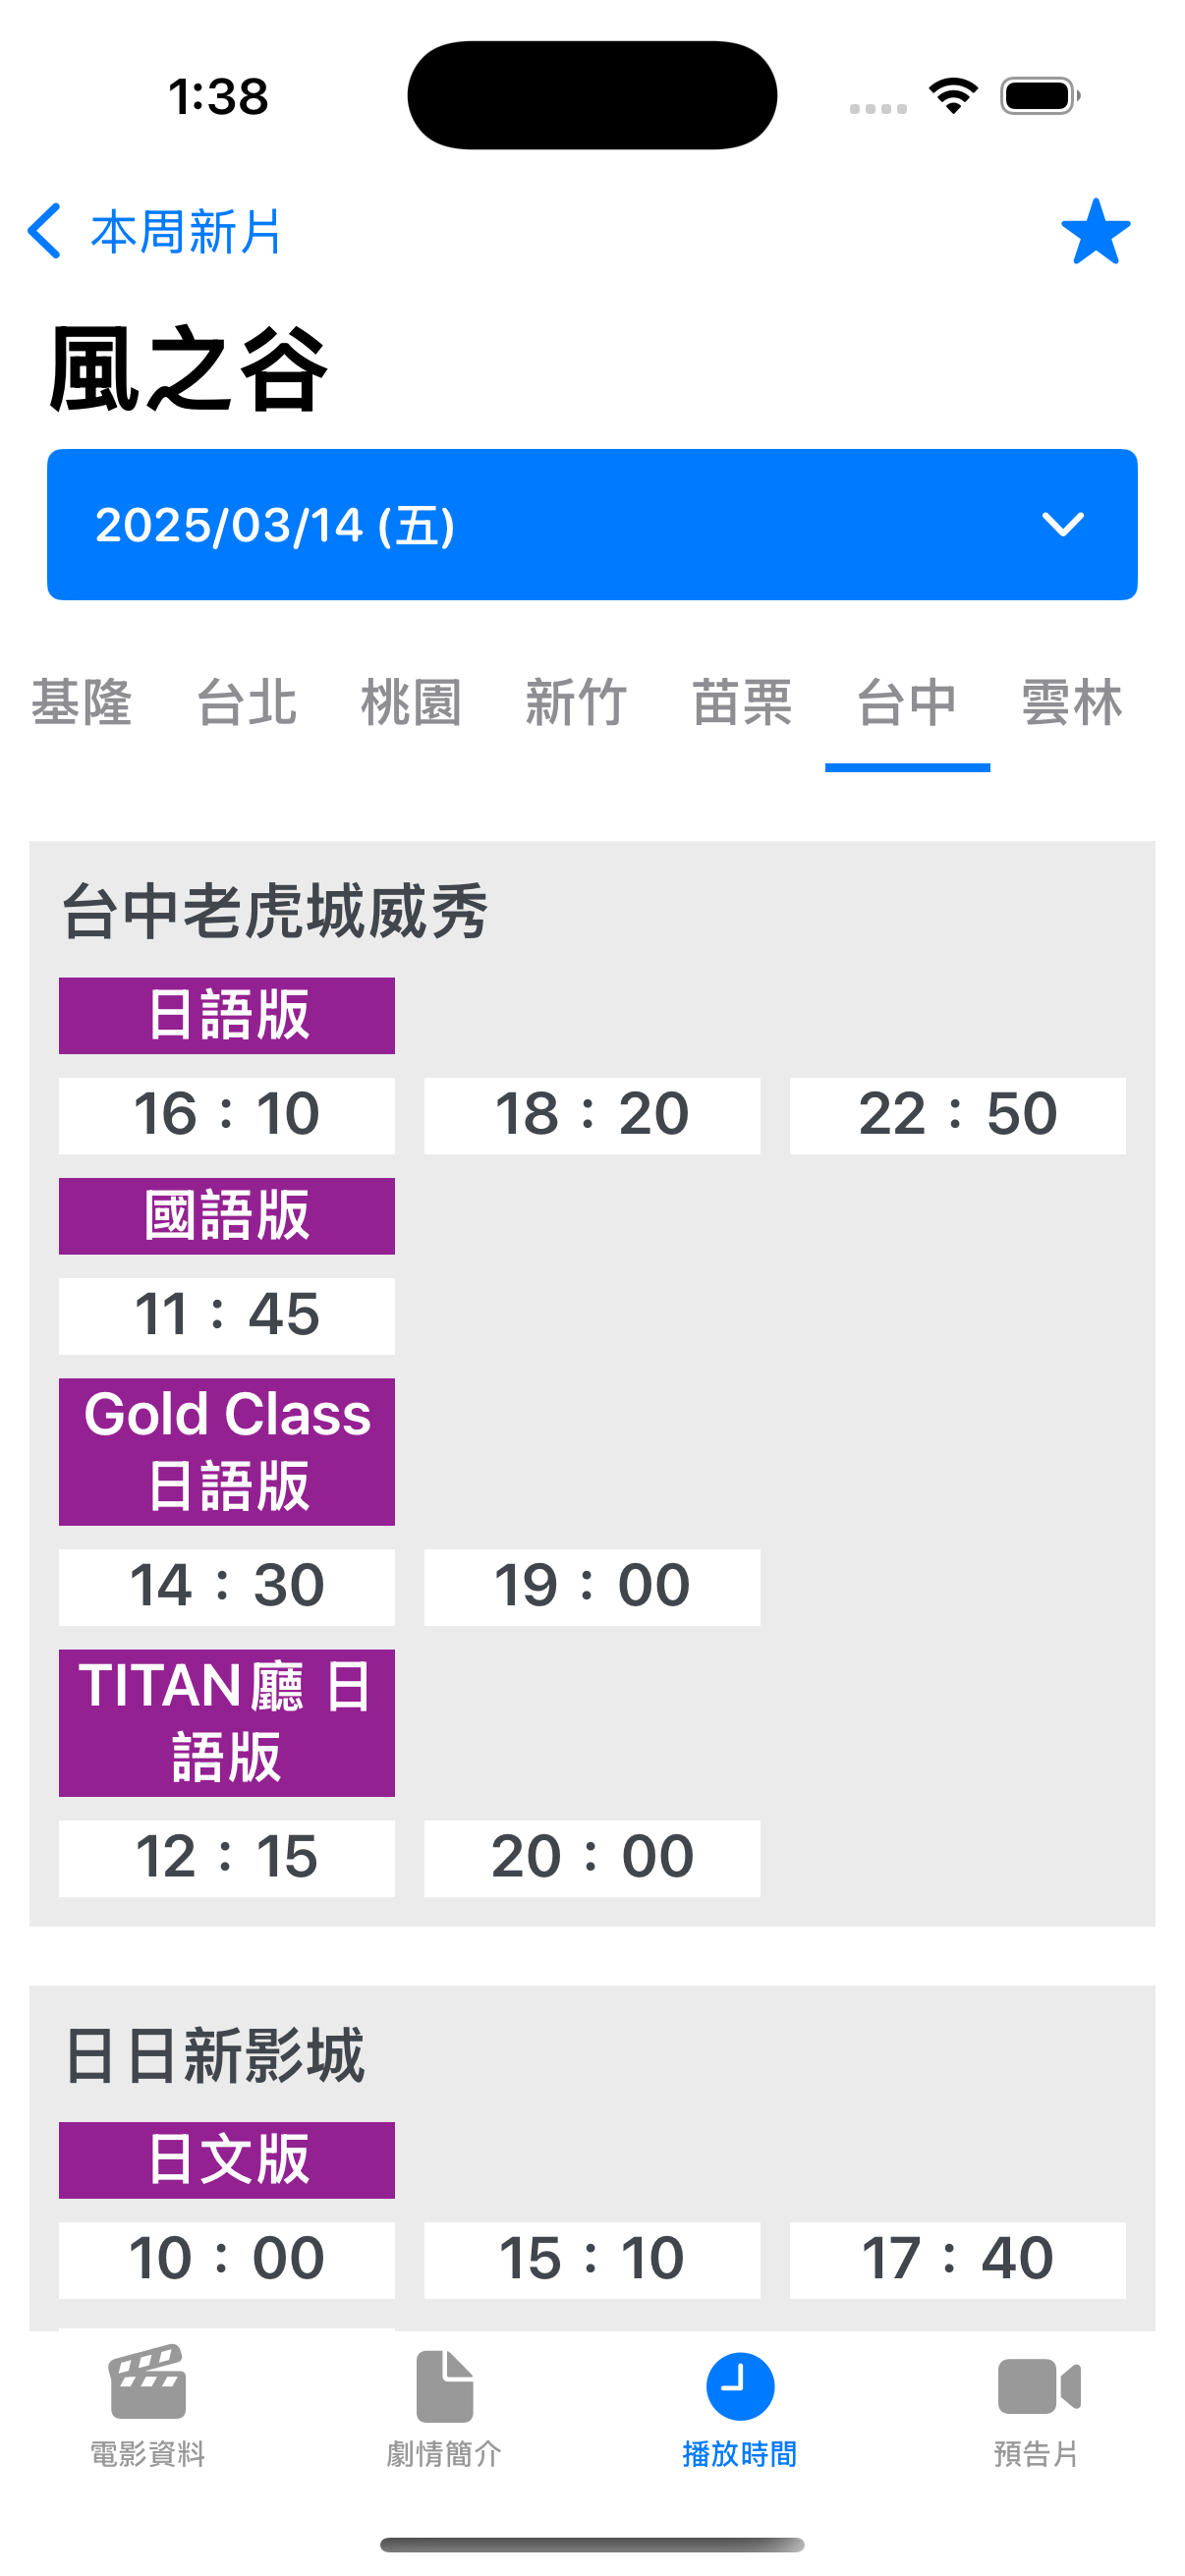 1:38
本周新片
風之谷
2025/03/14 (五)
基隆 台北 桃園 新竹 苗栗 台中 雲林
台中老虎城威秀
日語版
16：10 18：20 22：50
國語版
11：45
Gold Class
日語版
14：30 19：00
TITAN廳 日
語版
12：15 20：00
日日新影城
日文版
10：00 15：10 17：40
電影資料 劇情簡介 播放時間 預告片